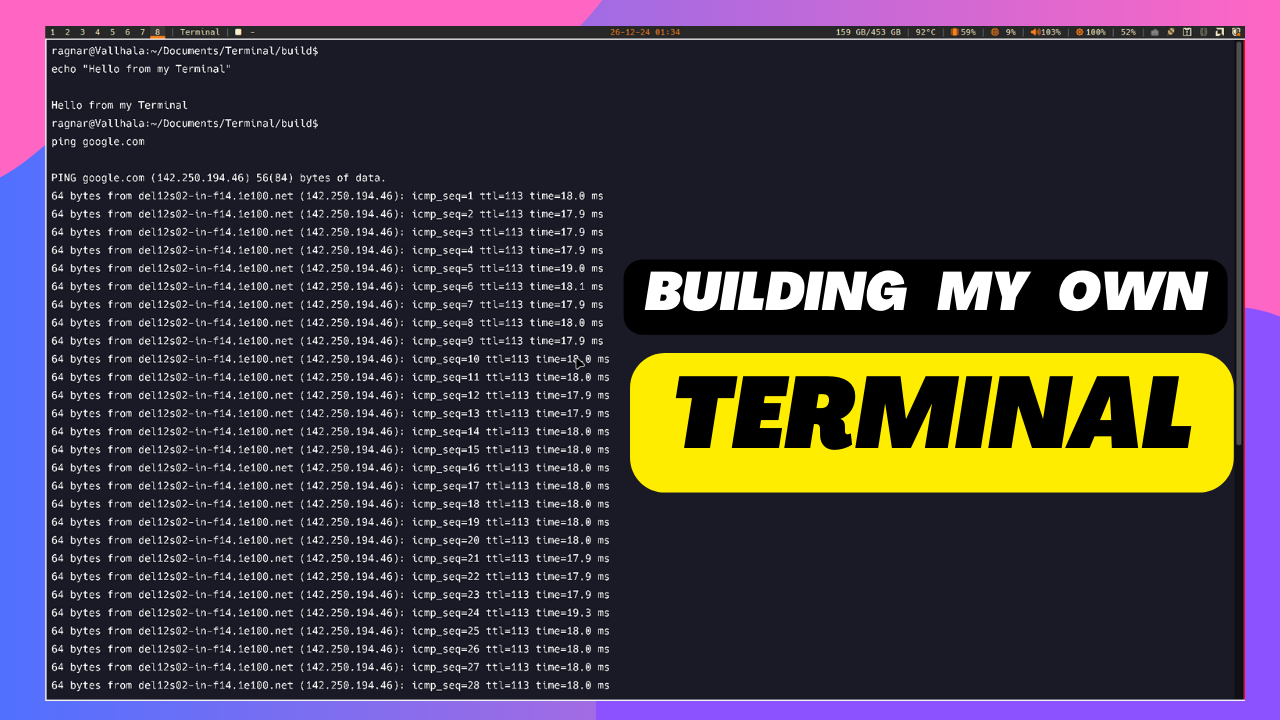 1 2 3 4 5 6 7 8 | Terminal | -
26-12-24 01:34
159 GB/453 GB | 92°C | 59% | 9% | 103% | 100% | 52% |
ragnar@Vallhala:~/Documents/Terminal/build$
echo "Hello from my Terminal"
Hello from my Terminal
ragnar@Vallhala:~/Documents/Terminal/build$
ping google.com
PING google.com (142.250.194.46) 56(84) bytes of data.
64 bytes from del12s02-in-f14.1e100.net (142.250.194.46): icmp_seq=1 ttl=113 time=18.0 ms
64 bytes from del12s02-in-f14.1e100.net (142.250.194.46): icmp_seq=2 ttl=113 time=17.9 ms
64 bytes from del12s02-in-f14.1e100.net (142.250.194.46): icmp_seq=3 ttl=113 time=17.9 ms
64 bytes from del12s02-in-f14.1e100.net (142.250.194.46): icmp_seq=4 ttl=113 time=17.9 ms
64 bytes from del12s02-in-f14.1e100.net (142.250.194.46): icmp_seq=5 ttl=113 time=19.0 ms
64 bytes from del12s02-in-f14.1e100.net (142.250.194.46): icmp_seq=6 ttl=113 time=18.1 ms
64 bytes from del12s02-in-f14.1e100.net (142.250.194.46): icmp_seq=7 ttl=113 time=17.9 ms
64 bytes from del12s02-in-f14.1e100.net (142.250.194.46): icmp_seq=8 ttl=113 time=18.0 ms
64 bytes from del12s02-in-f14.1e100.net (142.250.194.46): icmp_seq=9 ttl=113 time=17.9 ms
64 bytes from del12s02-in-f14.1e100.net (142.250.194.46): icmp_seq=10 ttl=113 time=18.0 ms
64 bytes from del12s02-in-f14.1e100.net (142.250.194.46): icmp_seq=11 ttl=113 time=18.0 ms
64 bytes from del12s02-in-f14.1e100.net (142.250.194.46): icmp_seq=12 ttl=113 time=17.9 ms
64 bytes from del12s02-in-f14.1e100.net (142.250.194.46): icmp_seq=13 ttl=113 time=17.9 ms
64 bytes from del12s02-in-f14.1e100.net (142.250.194.46): icmp_seq=14 ttl=113 time=18.0 ms
64 bytes from del12s02-in-f14.1e100.net (142.250.194.46): icmp_seq=15 ttl=113 time=18.0 ms
64 bytes from del12s02-in-f14.1e100.net (142.250.194.46): icmp_seq=16 ttl=113 time=18.0 ms
64 bytes from del12s02-in-f14.1e100.net (142.250.194.46): icmp_seq=17 ttl=113 time=18.0 ms
64 bytes from del12s02-in-f14.1e100.net (142.250.194.46): icmp_seq=18 ttl=113 time=18.0 ms
64 bytes from del12s02-in-f14.1e100.net (142.250.194.46): icmp_seq=19 ttl=113 time=18.0 ms
64 bytes from del12s02-in-f14.1e100.net (142.250.194.46): icmp_seq=20 ttl=113 time=18.0 ms
64 bytes from del12s02-in-f14.1e100.net (142.250.194.46): icmp_seq=21 ttl=113 time=17.9 ms
64 bytes from del12s02-in-f14.1e100.net (142.250.194.46): icmp_seq=22 ttl=113 time=17.9 ms
64 bytes from del12s02-in-f14.1e100.net (142.250.194.46): icmp_seq=23 ttl=113 time=17.9 ms
64 bytes from del12s02-in-f14.1e100.net (142.250.194.46): icmp_seq=24 ttl=113 time=19.3 ms
64 bytes from del12s02-in-f14.1e100.net (142.250.194.46): icmp_seq=25 ttl=113 time=18.0 ms
64 bytes from del12s02-in-f14.1e100.net (142.250.194.46): icmp_seq=26 ttl=113 time=18.0 ms
64 bytes from del12s02-in-f14.1e100.net (142.250.194.46): icmp_seq=27 ttl=113 time=18.0 ms
64 bytes from del12s02-in-f14.1e100.net (142.250.194.46): icmp_seq=28 ttl=113 time=18.0 ms
BUILDING MY OWN
TERMINAL